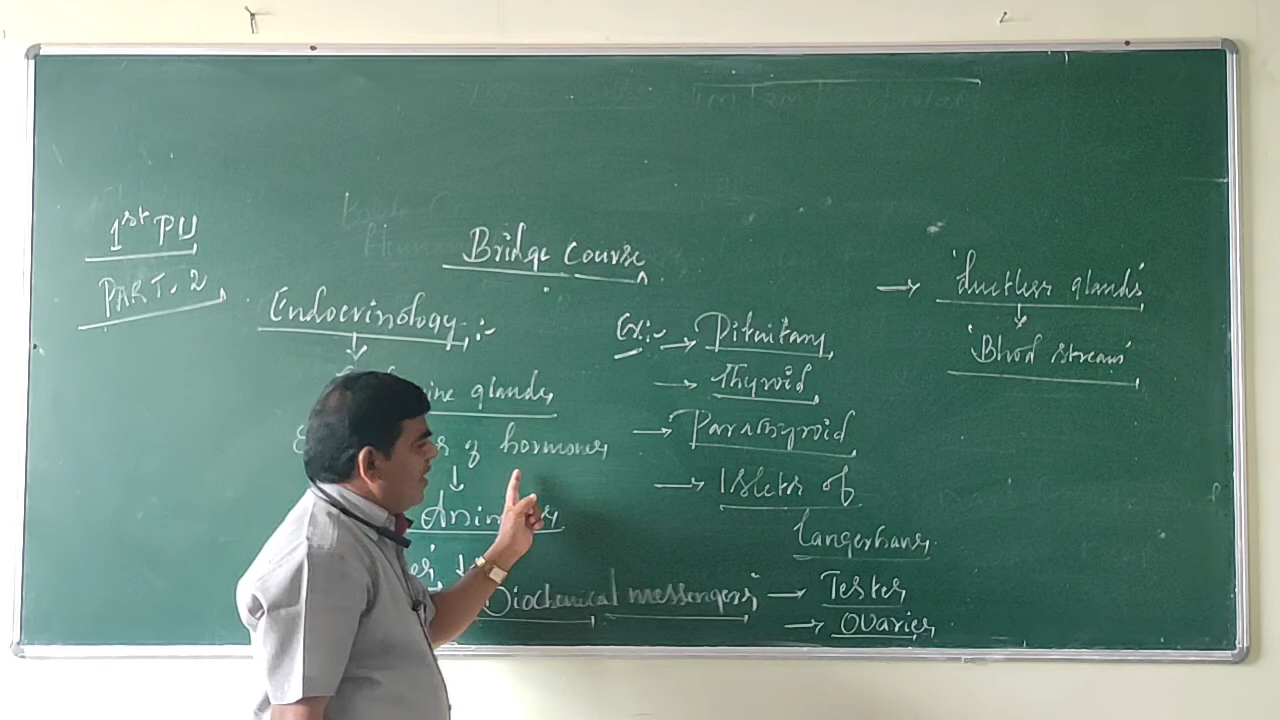 1st PU
PART-2
Bridge Course
Endocrinology :-
glands
of hormones
Biochemical messengers"
Ex:- → Pituitary
→ Thyroid
→ Parathyroid
→ Islets of
Langerhans
→ Testes
→ Ovaries
→ 'Ductless glands'
↓
'Blood stream'